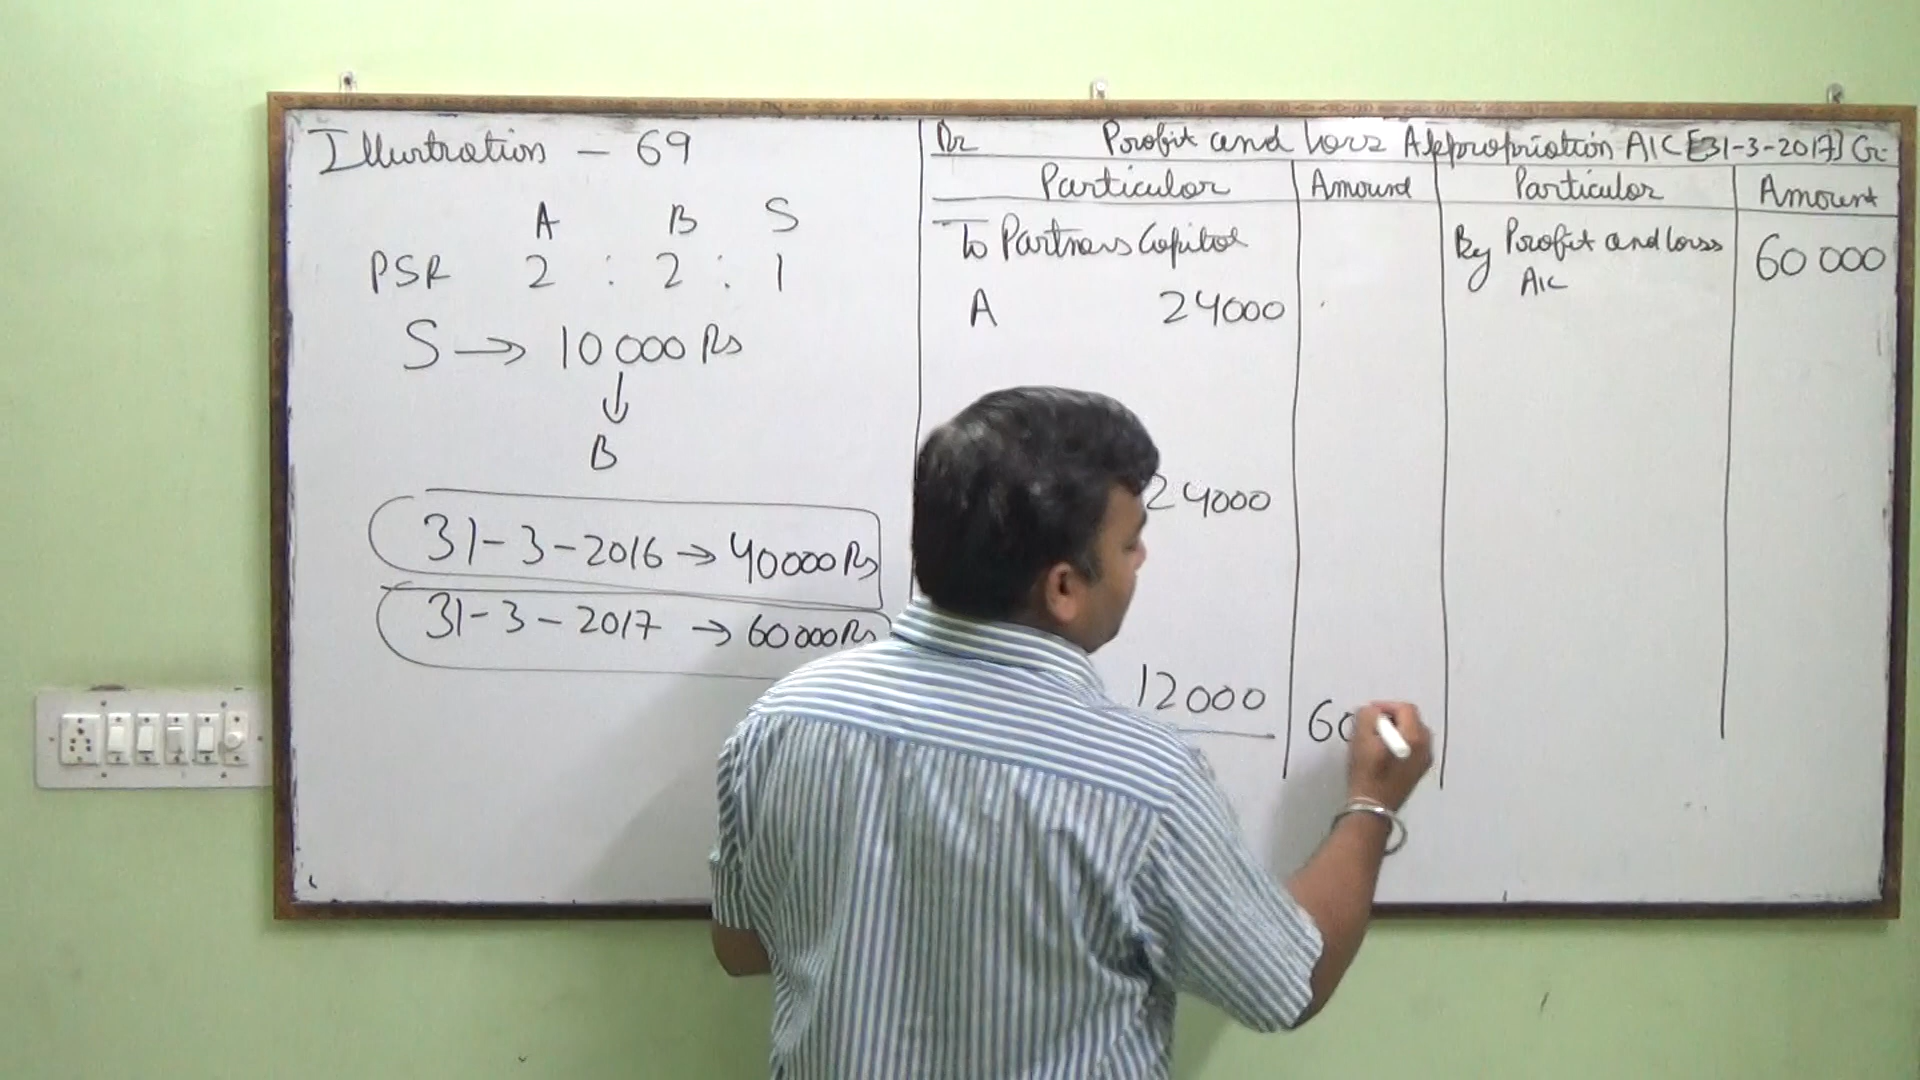 Illustration - 69
A B S
PSR 2 : 2 : 1
S → 10000 Rs
↓
B
31-3-2016 → 40000 Rs
31-3-2017 → 60000 Rs
Dr Profit and Loss Appropriation A/C [31-3-2017] Cr
Particular Amount Particular Amount
To Partners Capital
A 24000
24000
12000
60
By Profit and loss 60000
A/C